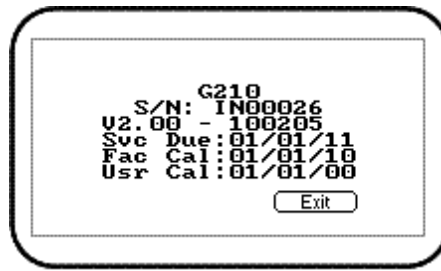 G210
S/N: IN00026
V2.00 - 100205
Svc Due:01/01/11
Fac Cal:01/01/10
Usr Cal:01/01/00
Exit